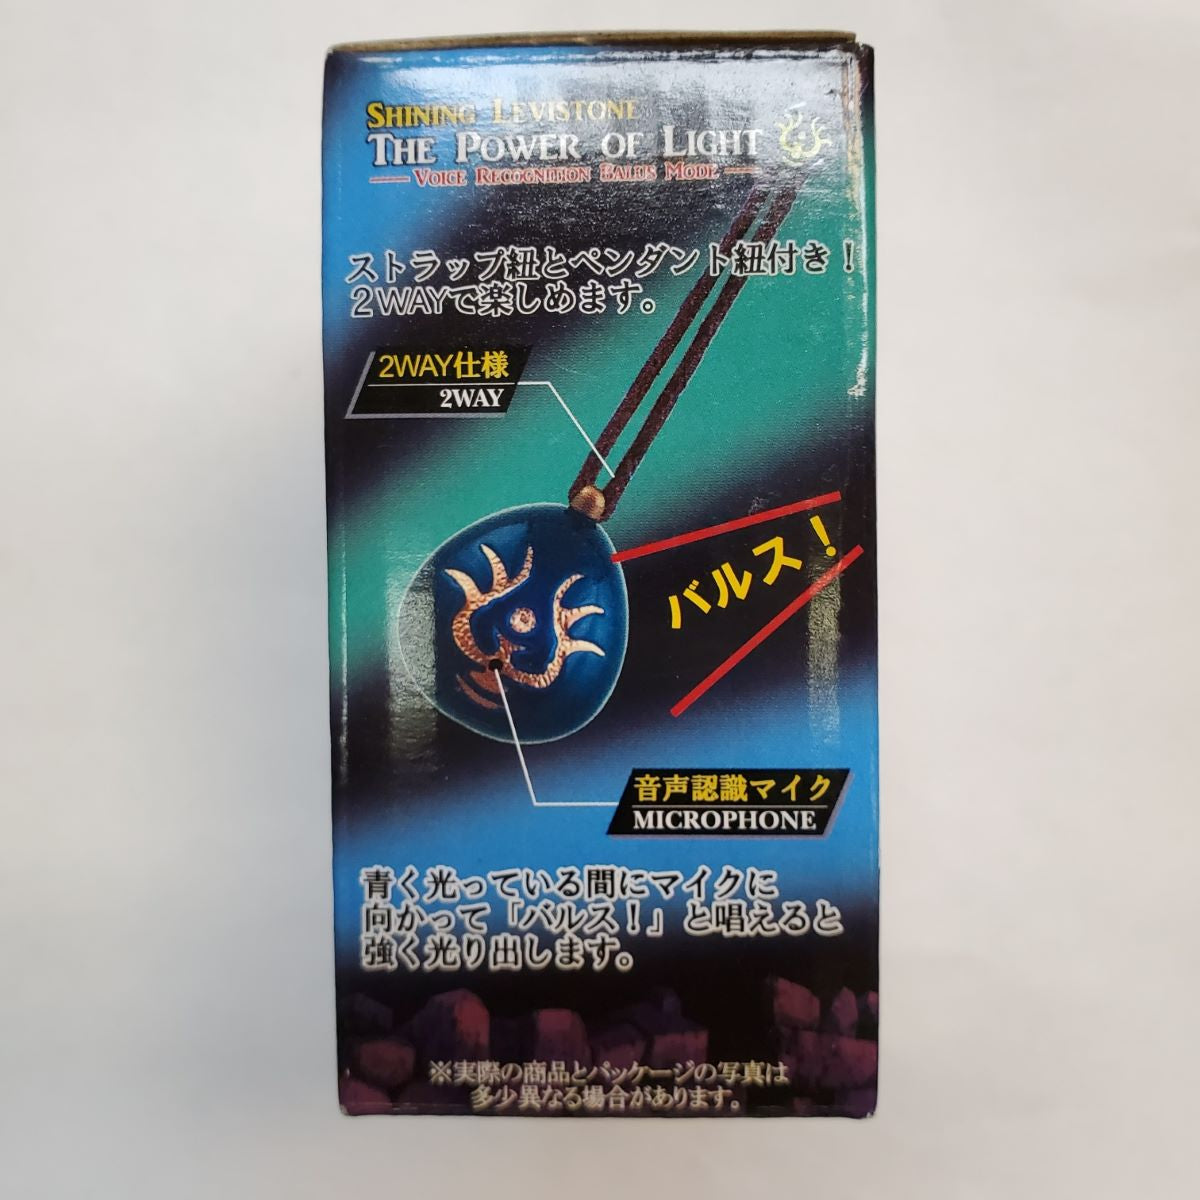 SHINING LEVISTONE
THE POWER OF LIGHT
VOICE RECOGNITION BALUS MODE
ストラップ紐とペンダント紐付き！
2WAYで楽しめます。
2WAY仕様
2WAY
バルス！
音声認識マイク
MICROPHONE
青く光っている間にマイクに
向かって「バルス！」と唱えると
強く光り出します。
※実際の商品とパッケージの写真は
多少異なる場合があります。